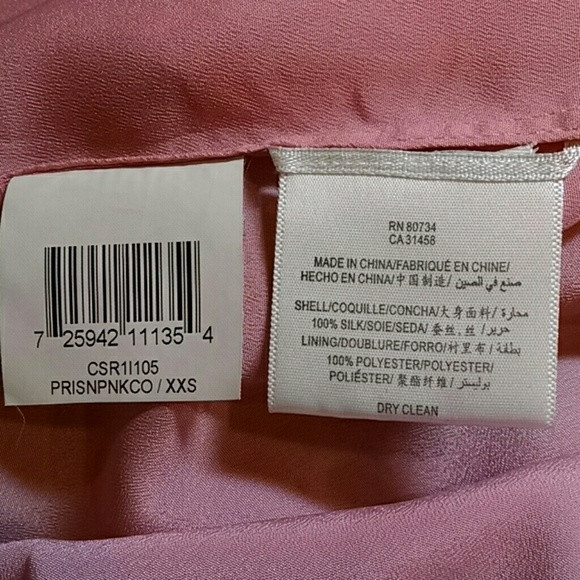 7 25942 11135 4
CSR1I105
PRISNPNKCO / XXS
RN 80734
CA 31458
MADE IN CHINA/FABRIQUÉ EN CHINE/
HECHO EN CHINA/中国制造/ صنع في الصين
SHELL/COQUILLE/CONCHA/大身面料/ محارة
100% SILK/SOIE/SEDA/ 蚕丝.丝 / حرير
LINING/DOUBLURE/FORRO/衬里布/ بطقة
100% POLYESTER/POLYESTER/
POLIÉSTER/ 聚酯纤维 / بوليستر
DRY CLEAN